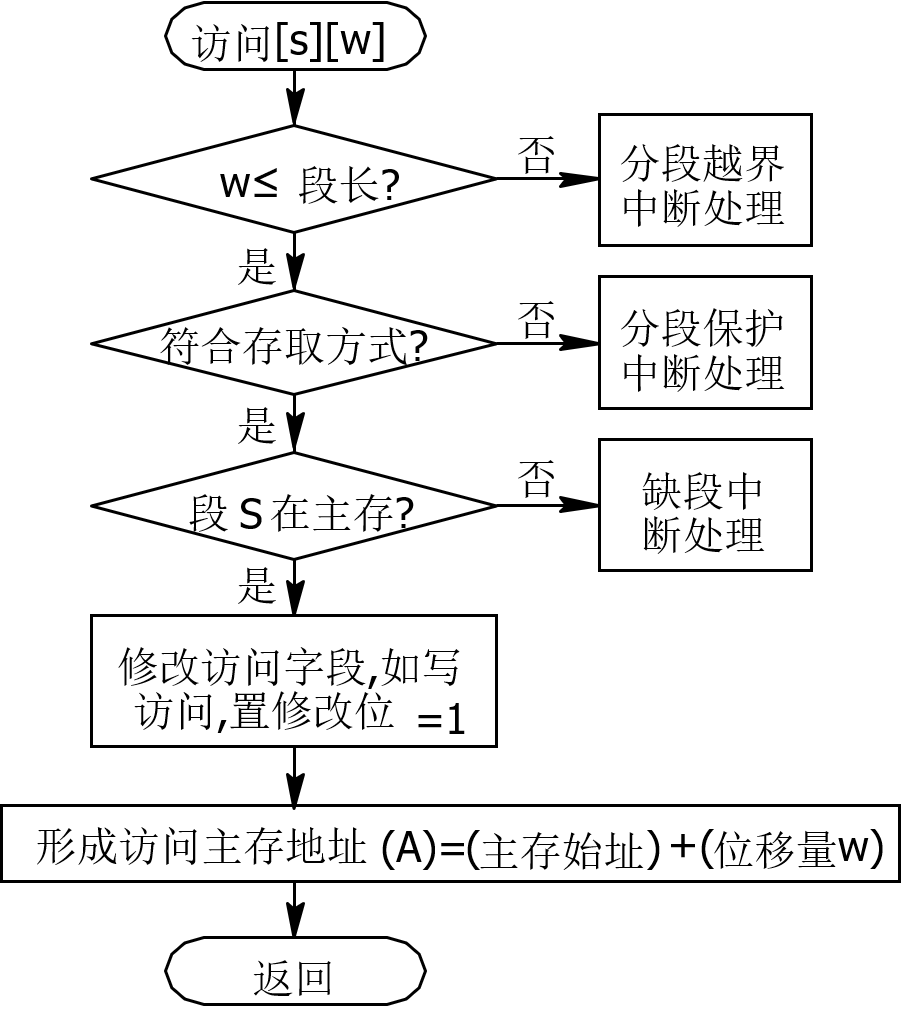 访问[s][w]
w≤ 段长?
否
分段越界
中断处理
是
符合存取方式?
否
分段保护
中断处理
是
段 S 在主存?
否
缺段中
断处理
是
修改访问字段,如写
访问,置修改位 =1
形成访问主存地址 (A)=(主存始址)+(位移量w)
返回